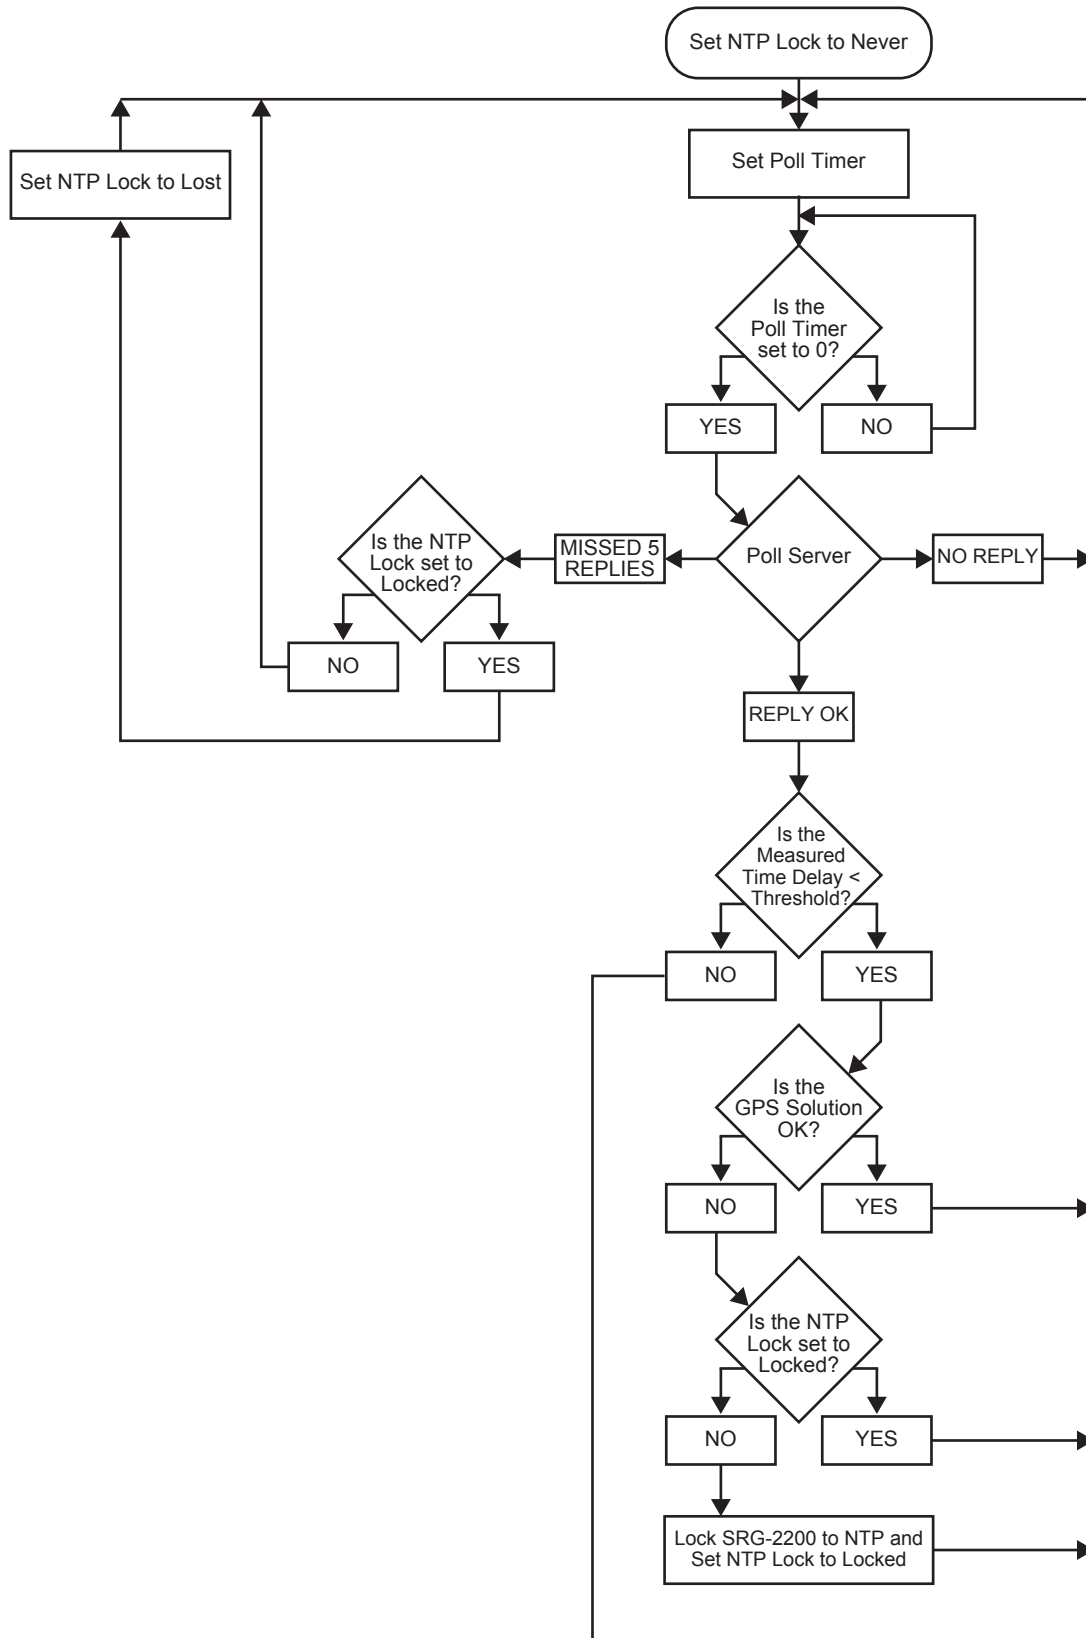 Set NTP Lock to Never
Set NTP Lock to Lost
Set Poll Timer
Is the
Poll Timer
set to 0?
YES
NO
Is the NTP
Lock set to
Locked?
MISSED 5
REPLIES
Poll Server
NO REPLY
NO
YES
REPLY OK
Is the
Measured
Time Delay <
Threshold?
NO
YES
Is the
GPS Solution
OK?
NO
YES
Is the NTP
Lock set to
Locked?
NO
YES
Lock SRG-2200 to NTP and
Set NTP Lock to Locked